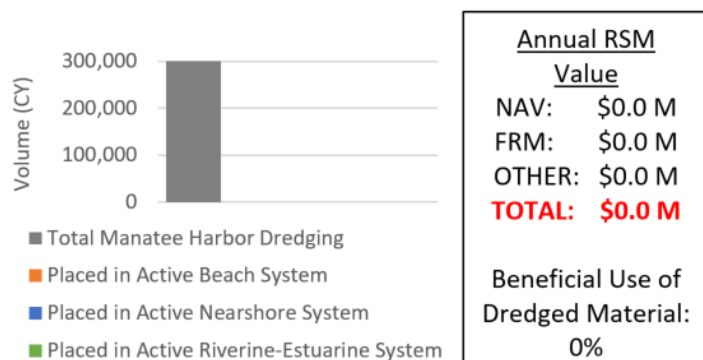 300,000
200,000
100,000
0
Volume (CY)
Total Manatee Harbor Dredging
Placed in Active Beach System
Placed in Active Nearshore System
Placed in Active Riverine-Estuarine System
Annual RSM
Value
NAV: $0.0 M
FRM: $0.0 M
OTHER: $0.0 M
TOTAL: $0.0 M
Beneficial Use of
Dredged Material:
0%